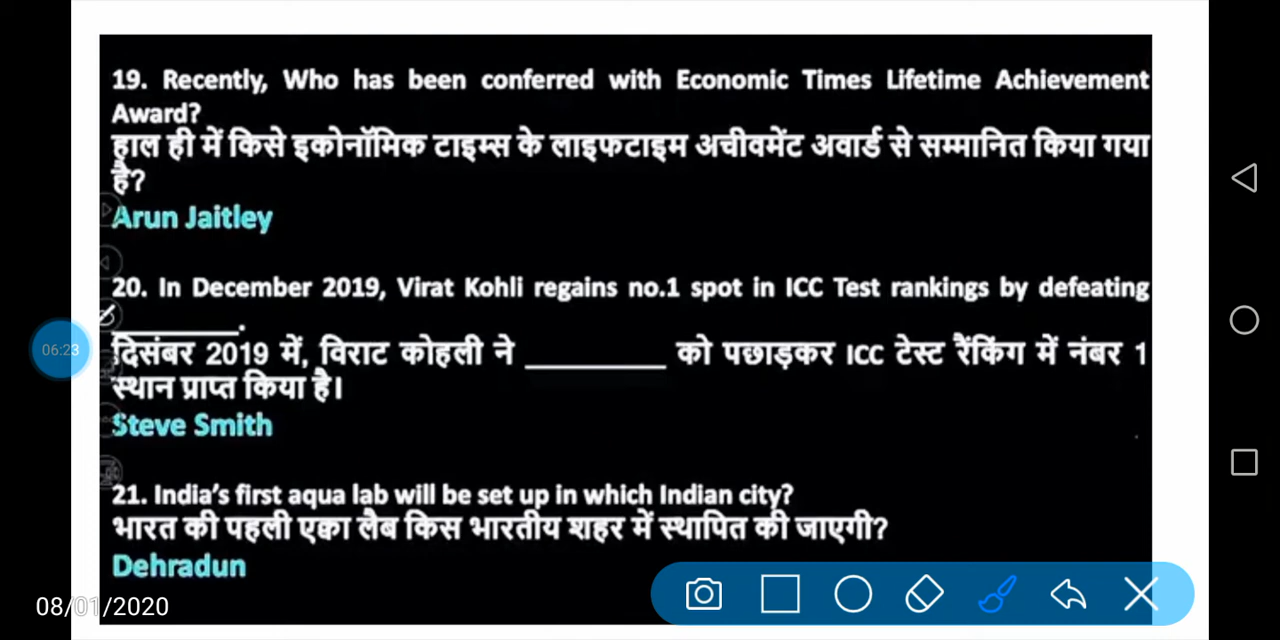 19. Recently, Who has been conferred with Economic Times Lifetime Achievement
Award?
हाल ही में किसे इकोनॉमिक टाइम्स के लाइफटाइम अचीवमेंट अवार्ड से सम्मानित किया गया
है?
Arun Jaitley
20. In December 2019, Virat Kohli regains no.1 spot in ICC Test rankings by defeating
________.
06:23
दिसंबर 2019 में, विराट कोहली ने ________ को पछाड़कर ICC टेस्ट रैंकिंग में नंबर 1
स्थान प्राप्त किया है।
Steve Smith
21. India's first aqua lab will be set up in which Indian city?
भारत की पहली एक्वा लैब किस भारतीय शहर में स्थापित की जाएगी?
Dehradun
08/01/2020